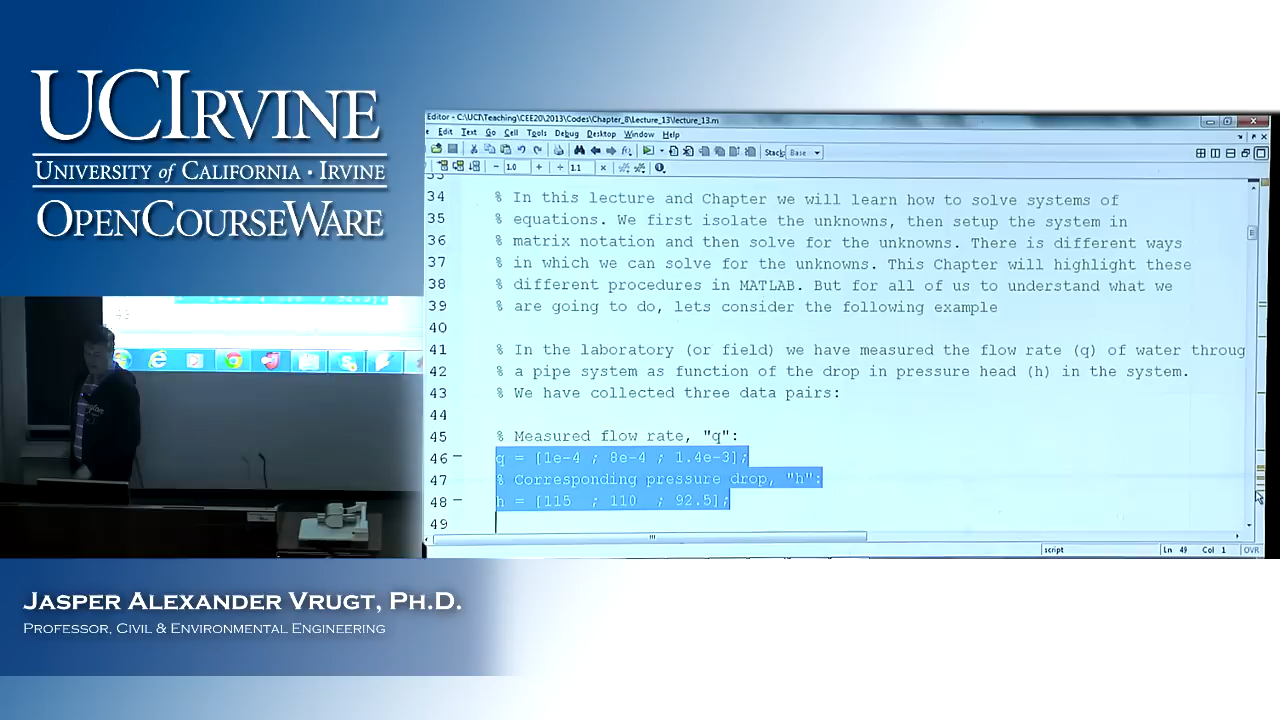 UCIRVINE
UNIVERSITY of CALIFORNIA · IRVINE
OPENCOURSEWARE
Editor - C:\UCI\Teaching\CEE20\2013\Codes\Chapter_8\Lecture_13\lecture_13.m
Edit Text Go Cell Tools Debug Desktop Window Help
Stack: Base
1.0 1.1
34 % In this lecture and Chapter we will learn how to solve systems of
35 % equations. We first isolate the unknowns, then setup the system in
36 % matrix notation and then solve for the unknowns. There is different ways
37 % in which we can solve for the unknowns. This Chapter will highlight these
38 % different procedures in MATLAB. But for all of us to understand what we
39 % are going to do, lets consider the following example
40
41 % In the laboratory (or field) we have measured the flow rate (q) of water throug
42 % a pipe system as function of the drop in pressure head (h) in the system.
43 % We have collected three data pairs:
44
45 % Measured flow rate, "q":
46 q = [1e-4 ; 8e-4 ; 1.4e-3];
47 % Corresponding pressure drop, "h":
48 h = [115 ; 110 ; 92.5];
49
script Ln 49 Col 1 OVR
JASPER ALEXANDER VRUGT, PH.D.
PROFESSOR, CIVIL & ENVIRONMENTAL ENGINEERING